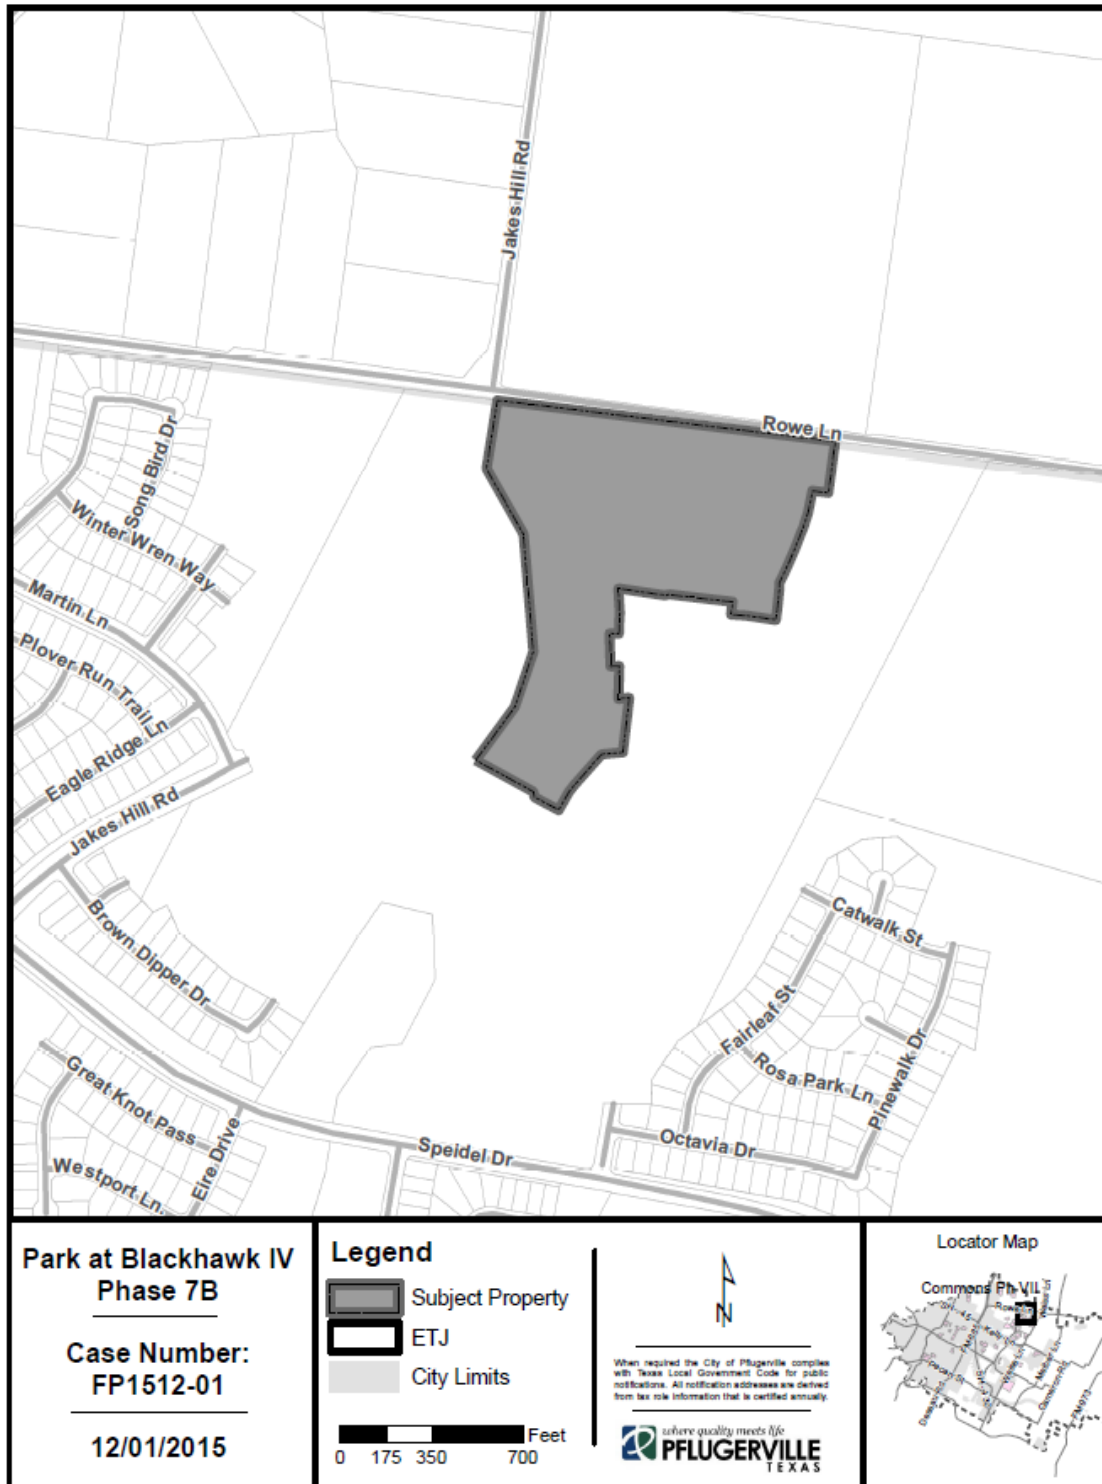 Jakes Hill Rd
Rowe Ln
Song Bird Dr
Winter Wren Way
Martin Ln
Plover Run Trail
Eagle Ridge Ln
Jakes Hill Rd
Brown Dipper Dr
Catwalk St
Fairleaf St
Rosa Park Ln
Pinewalk Dr
Great Knot Pass
Eire Drive
Speidel Dr
Octavia Dr
Westport Ln
Park at Blackhawk IV
Phase 7B
Case Number:
FP1512-01
12/01/2015
Legend
Subject Property
ETJ
City Limits
Feet
0 175 350 700
N
When required the City of Pflugerville complies
with Texas Local Government Code for public
notifications. All notification addresses are derived
from tax role information that is certified annually.
where quality meets life
PFLUGERVILLE
TEXAS
Locator Map
Commons Ph-VII